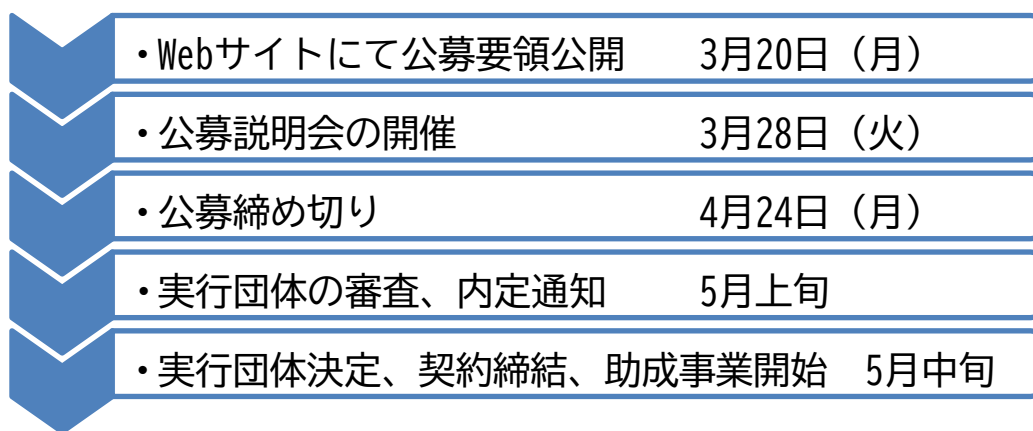 ・Webサイトにて公募要領公開　3月20日（月）
・公募説明会の開催　3月28日（火）
・公募締め切り　4月24日（月）
・実行団体の審査、内定通知　5月上旬
・実行団体決定、契約締結、助成事業開始　5月中旬